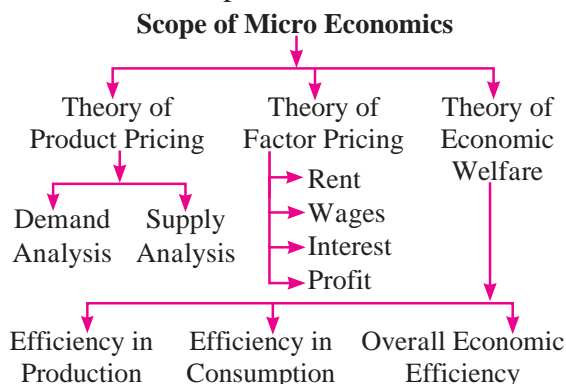 Scope of Micro Economics
Theory of
Product Pricing
Theory of
Factor Pricing
Theory of
Economic
Welfare
Demand
Analysis
Supply
Analysis
Rent
Wages
Interest
Profit
Efficiency in
Production
Efficiency in
Consumption
Overall Economic
Efficiency